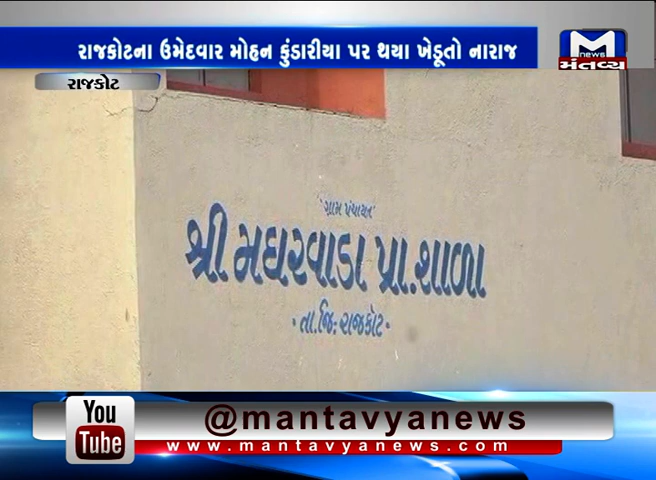 રાજકોટના ઉમેદવાર મોહન કુંડારીયા પર થયા ખેડૂતો નારાજ
રાજકોટ
M
news
મંતવ્ય
'ગ્રામ પંચાયત'
શ્રી મઘરવાડા પ્રા.શાળા
•તા.જિ:રાજકોટ•
You
Tube
@mantavyanews
www.mantavyanews.com